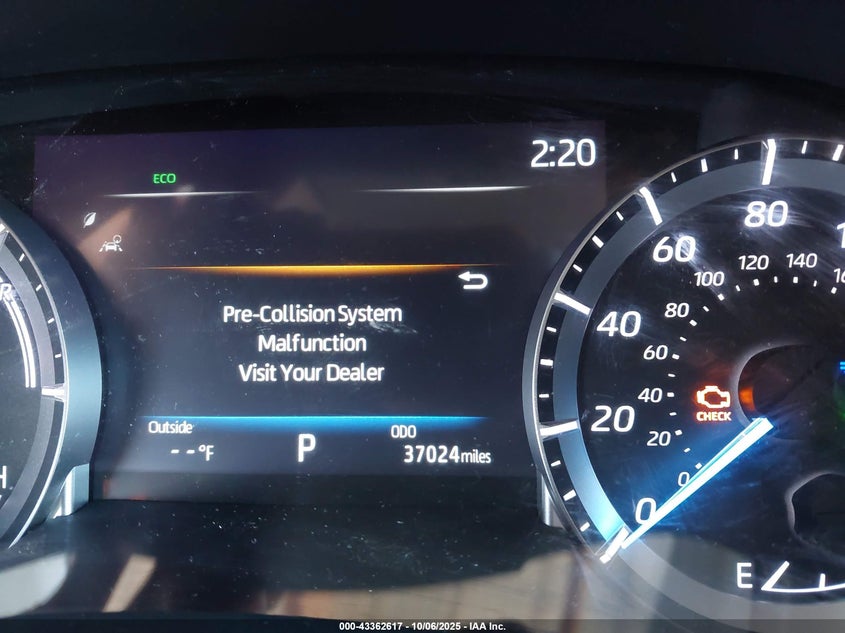 2:20
ECO
Pre-Collision System
Malfunction
Visit Your Dealer
Outside
--°F
P
ODO
37024miles
80
60
40
20
0
140
120
100
80
60
40
20
0
CHECK
E
000-43362617 - 10/06/2025 - IAA Inc.